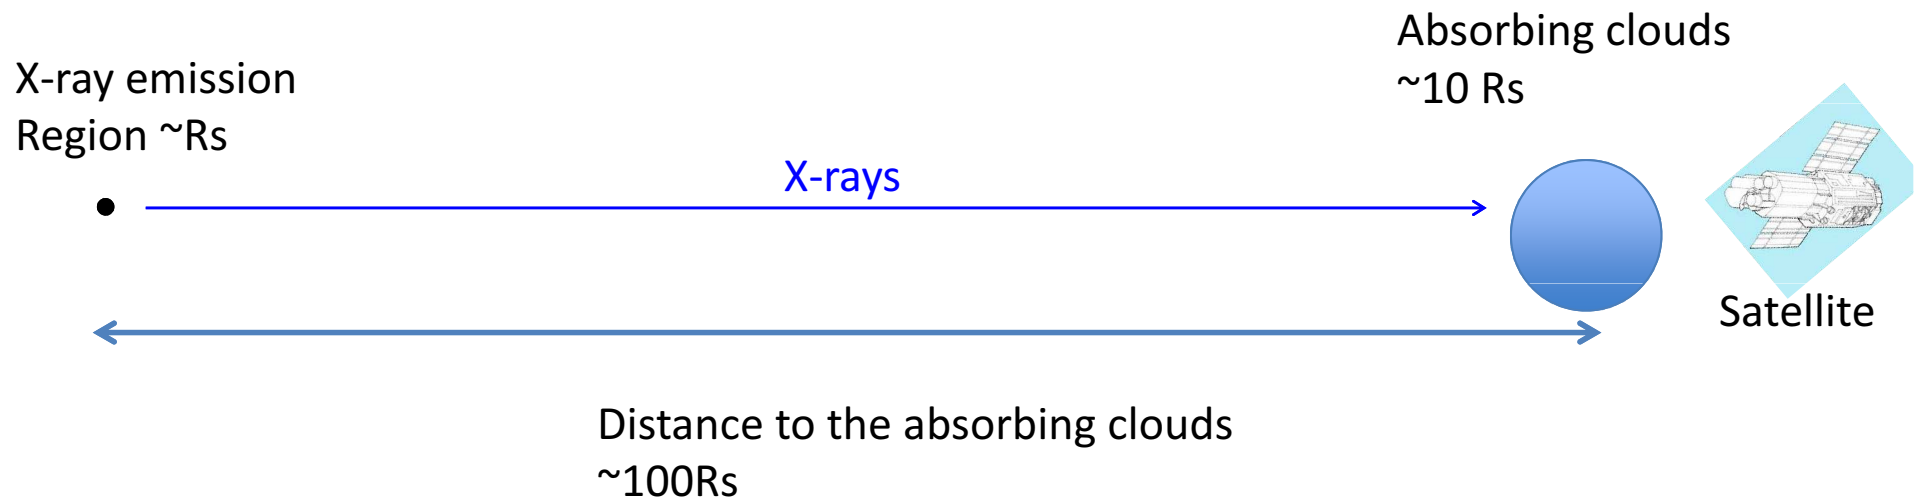 Absorbing clouds
~10 Rs
X-ray emission
Region ~Rs
X-rays
Satellite
Distance to the absorbing clouds
~100Rs